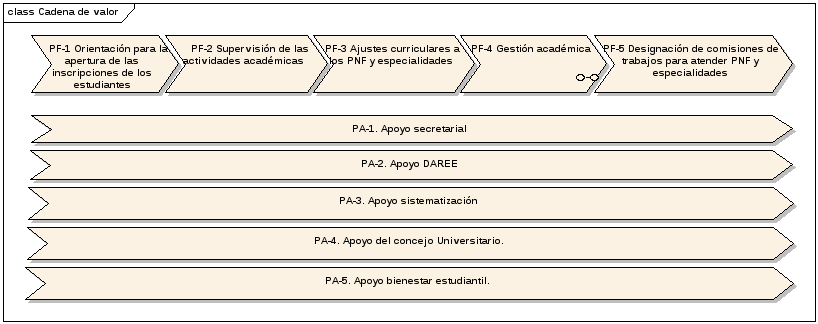 class Cadena de valor
PF-1 Orientación para la
apertura de las
inscripciones de los
estudiantes
PF-2 Supervisión de las
actividades académicas
PF-3 Ajustes curriculares a
los PNF y especialidades
PF-4 Gestión académica
PF-5 Designación de comisiones de
trabajos para atender PNF y
especialidades
PA-1. Apoyo secretarial
PA-2. Apoyo DAREE
PA-3. Apoyo sistematización
PA-4. Apoyo del concejo Universitario.
PA-5. Apoyo bienestar estudiantil.